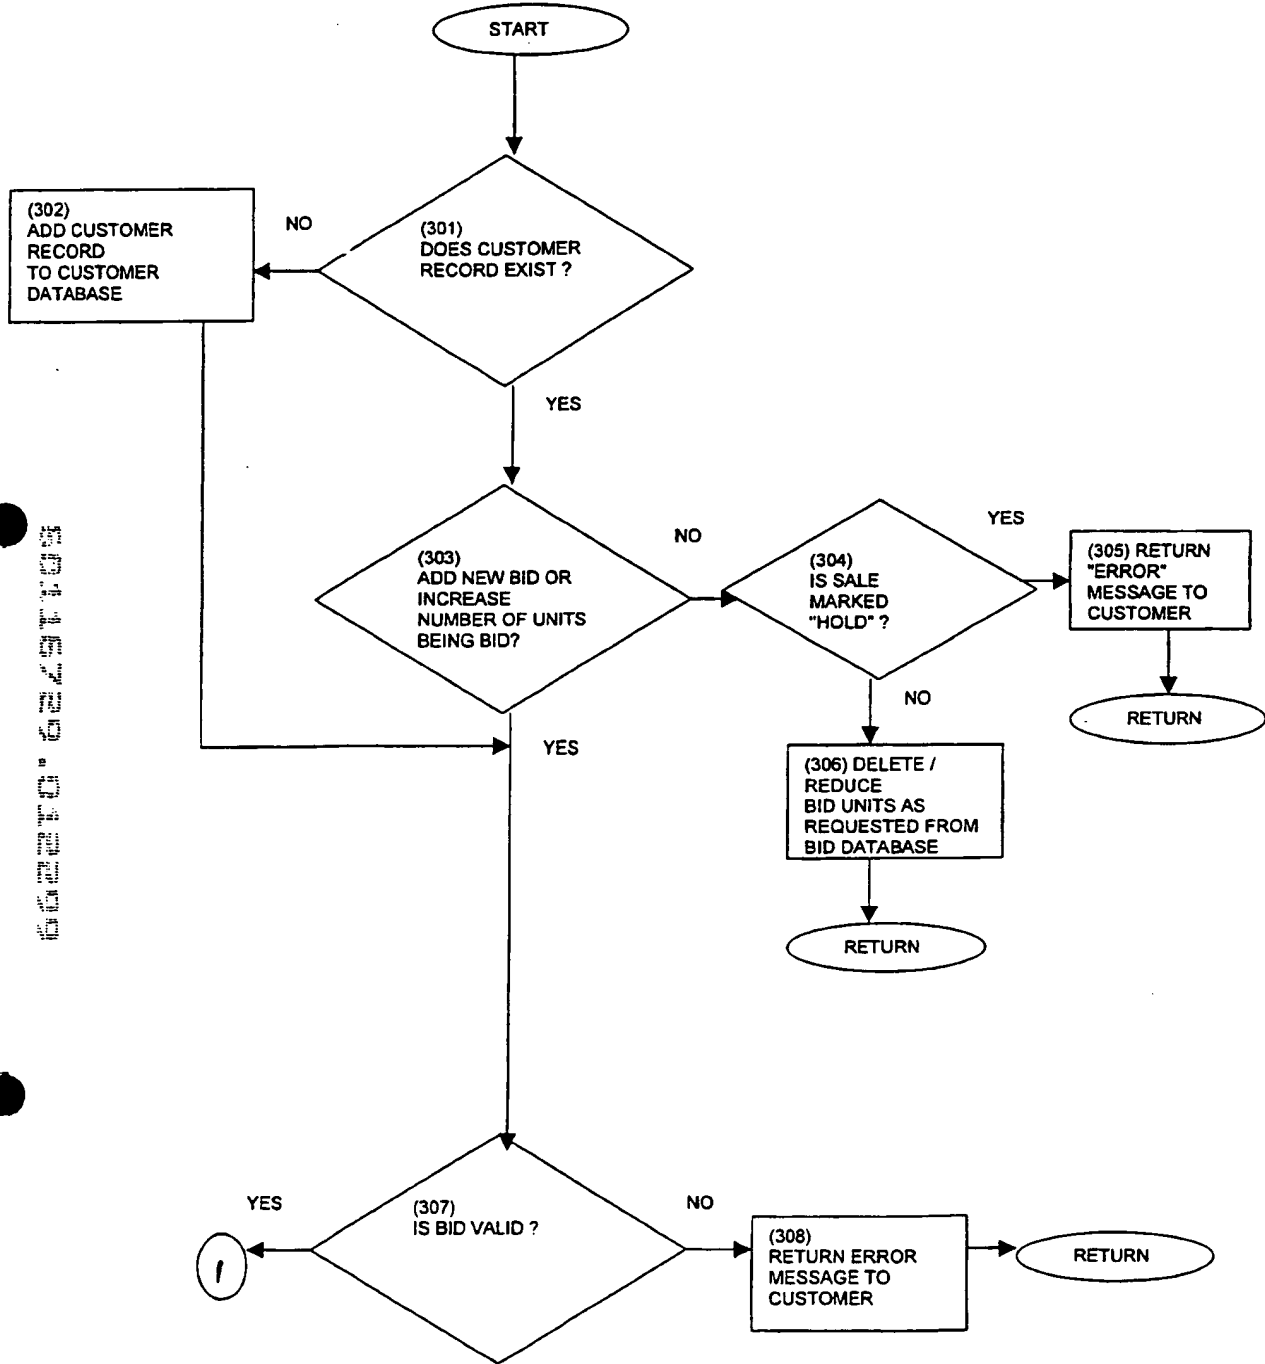 START
(302)
ADD CUSTOMER
RECORD
TO CUSTOMER
DATABASE
NO
(301)
DOES CUSTOMER
RECORD EXIST ?
YES
(303)
ADD NEW BID OR
INCREASE
NUMBER OF UNITS
BEING BID?
NO
(304)
IS SALE
MARKED
"HOLD" ?
YES
(305) RETURN
"ERROR"
MESSAGE TO
CUSTOMER
RETURN
NO
YES
(306) DELETE /
REDUCE
BID UNITS AS
REQUESTED FROM
BID DATABASE
RETURN
YES
1
(307)
IS BID VALID ?
NO
(308)
RETURN ERROR
MESSAGE TO
CUSTOMER
RETURN